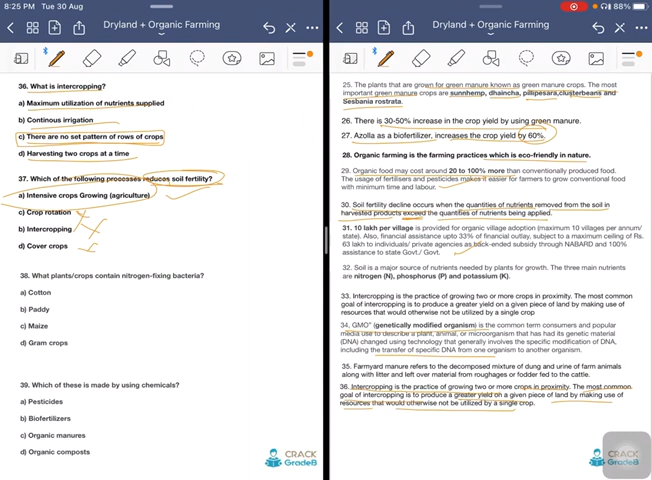 8:25 PM Tue 30 Aug
88%
Dryland + Organic Farming
36. What is intercropping?
a) Maximum utilization of nutrients supplied
b) Continous irrigation
c) There are no set pattern of rows of crops
d) Harvesting two crops at a time
37. Which of the following processes reduces soil fertility?
a) Intensive crops Growing (agriculture)
c) Crop rotation
b) Intercropping
d) Cover crops
38. What plants/crops contain nitrogen-fixing bacteria?
a) Cotton
b) Paddy
c) Maize
d) Gram crops
39. Which of these is made by using chemicals?
a) Pesticides
b) Biofertilizers
c) Organic manures
d) Organic composts
CRACK
GradeB
Dryland + Organic Farming
25. The plants that are grown for green manure known as green manure crops. The most
important green manure crops are sunnhemp, dhaincha, pillipesara,clusterbeans and
Sesbania rostrata.
26. There is 30-50% increase in the crop yield by using green manure.
27. Azolla as a biofertilizer, increases the crop yield by 60%.
28. Organic farming is the farming practices which is eco-friendly in nature.
29. Organic food may cost around 20 to 100% more than conventionally produced food.
The usage of fertilisers and pesticides makes it easier for farmers to grow conventional food
with minimum time and labour.
30. Soil fertility decline occurs when the quantities of nutrients removed from the soil in
harvested products exceed the quantities of nutrients being applied.
31. 10 lakh per village is provided for organic village adoption (maximum 10 villages per annum/
state). Also, financial assistance upto 33% of financial outlay, subject to a maximum ceiling of Rs.
63 lakh to individuals/ private agencies as back-ended subsidy through NABARD and 100%
assistance to state Govt./ Govt.
32. Soil is a major source of nutrients needed by plants for growth. The three main nutrients
are nitrogen (N), phosphorus (P) and potassium (K).
33. Intercropping is the practice of growing two or more crops in proximity. The most common
goal of intercropping is to produce a greater yield on a given piece of land by making use of
resources that would otherwise not be utilized by a single crop
34. GMO" (genetically modified organism) is the common term consumers and popular
media use to describe a plant, animal, or microorganism that has had its genetic material
(DNA) changed using technology that generally involves the specific modification of DNA,
including the transfer of specific DNA from one organism to another organism.
35. Farmyard manure refers to the decomposed mixture of dung and urine of farm animals
along with litter and left over material from roughages or fodder fed to the cattle.
36. Intercropping is the practice of growing two or more crops in proximity. The most common
goal of intercropping is to produce a greater yield on a given piece of land by making use of
resources that would otherwise not be utilized by a single crop.
CRACK
GradeB